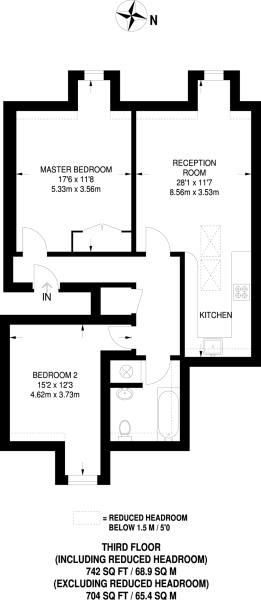 N
MASTER BEDROOM
17'6 x 11'8
5.33m x 3.56m
RECEPTION
ROOM
28'1 x 11'7
8.56m x 3.53m
IN
KITCHEN
BEDROOM 2
15'2 x 12'3
4.62m x 3.73m
= REDUCED HEADROOM
BELOW 1.5 M / 5'0
THIRD FLOOR
(INCLUDING REDUCED HEADROOM)
742 SQ FT / 68.9 SQ M
(EXCLUDING REDUCED HEADROOM)
704 SQ FT / 65.4 SQ M